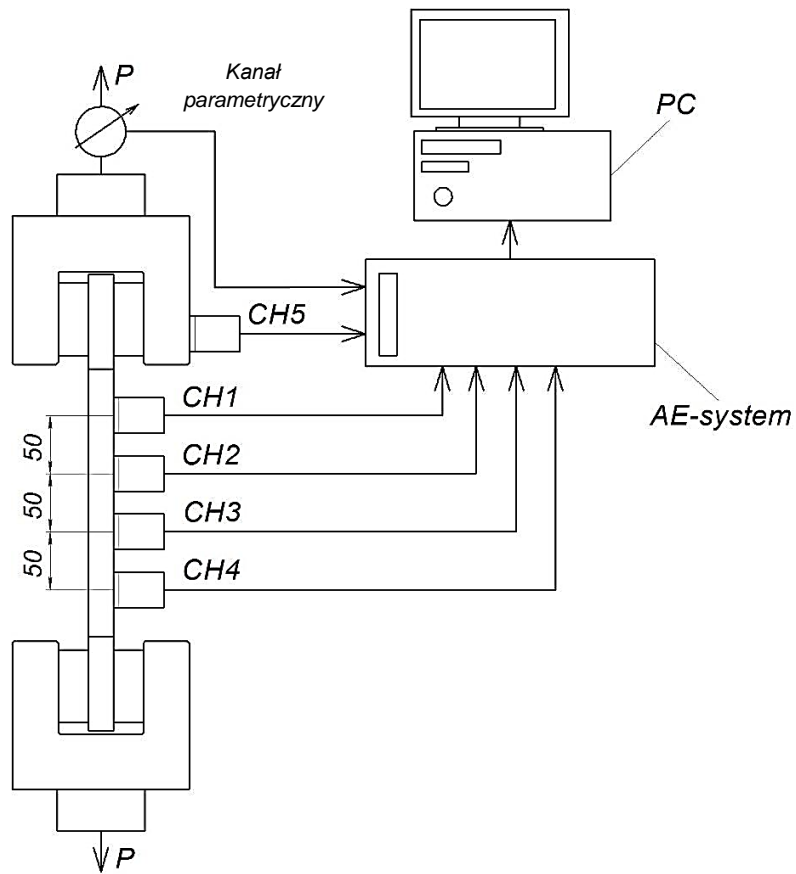 P
Kanał
parametryczny
PC
CH5
AE-system
CH1
50
CH2
50
CH3
50
CH4
P